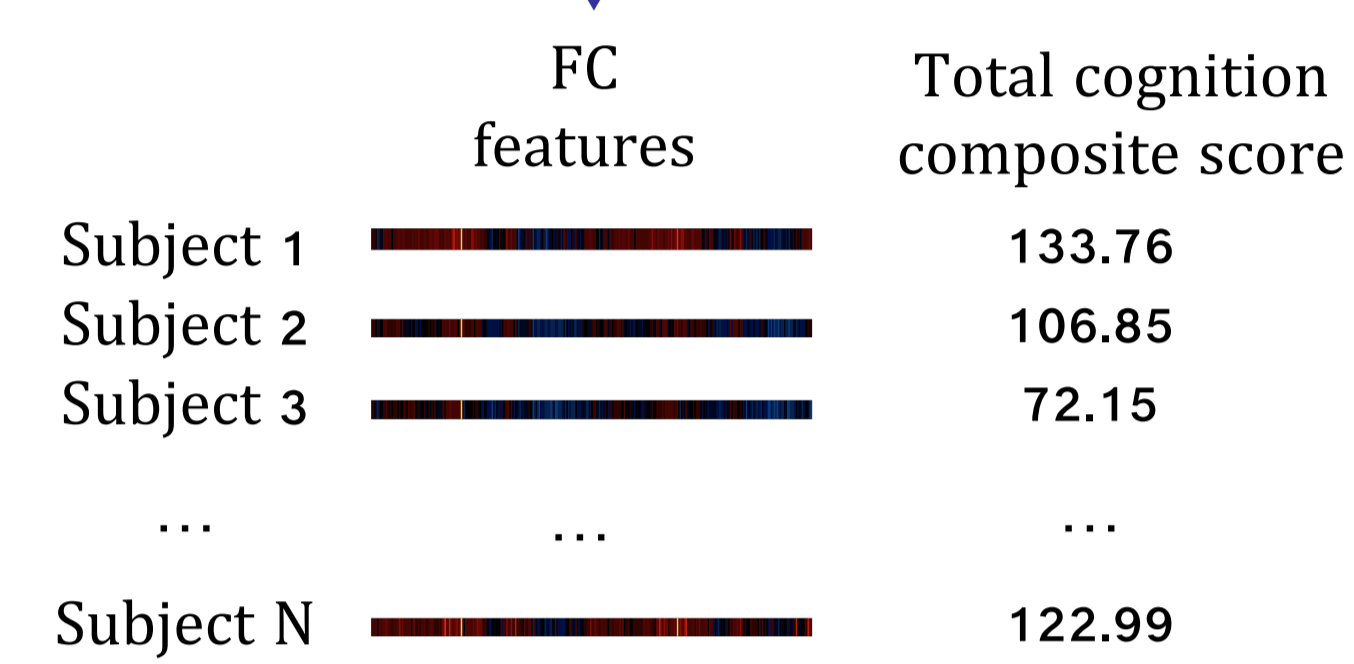 FC
features
Total cognition
composite score
Subject 1
133.76
Subject 2
106.85
Subject 3
72.15
... ... ...
Subject N
122.99